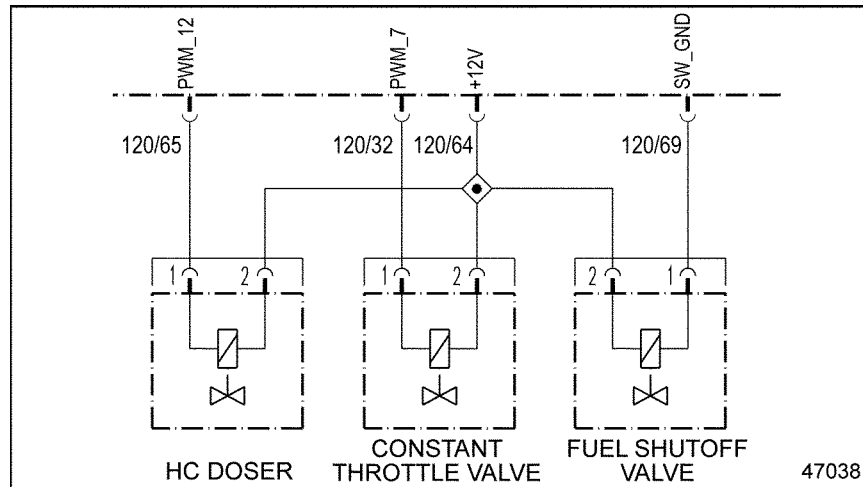 PWM_12
PWM_7
+12V
SW_GND
120/65
120/32
120/64
120/69
1
2
1
2
2
1
HC DOSER
CONSTANT
THROTTLE VALVE
FUEL SHUTOFF
VALVE
47038